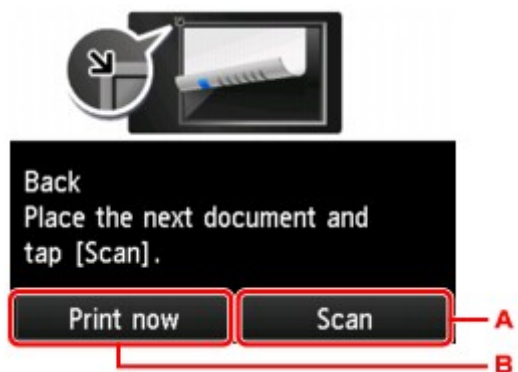 Back
Place the next document and
tap [Scan].
Print now Scan A
B